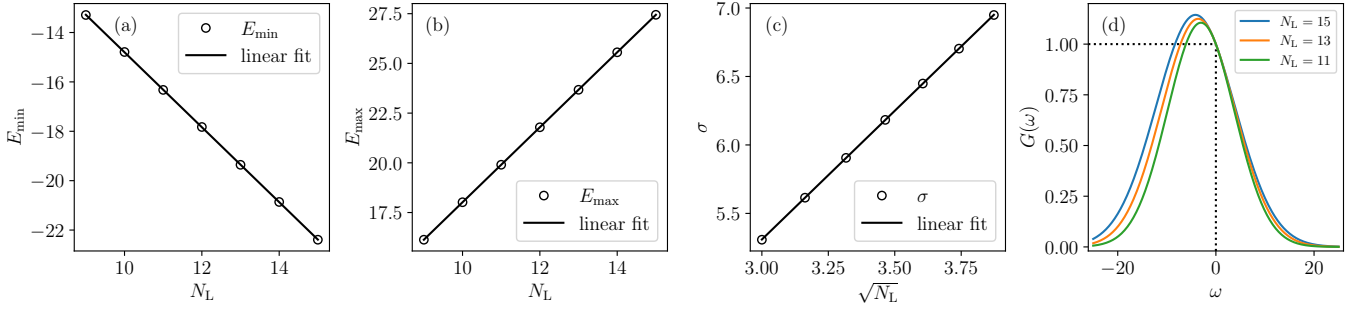 (a)
E_min
linear fit
−14
−16
−18
−20
−22
E_min
10
12
14
N_L
(b)
E_max
linear fit
27.5
25.0
22.5
20.0
17.5
E_max
10
12
14
N_L
(c)
σ
linear fit
7.0
6.5
6.0
5.5
σ
3.00
3.25
3.50
3.75
√N_L
(d)
N_L = 15
N_L = 13
N_L = 11
1.00
0.75
0.50
0.25
0.00
G(ω)
−20
0
20
ω